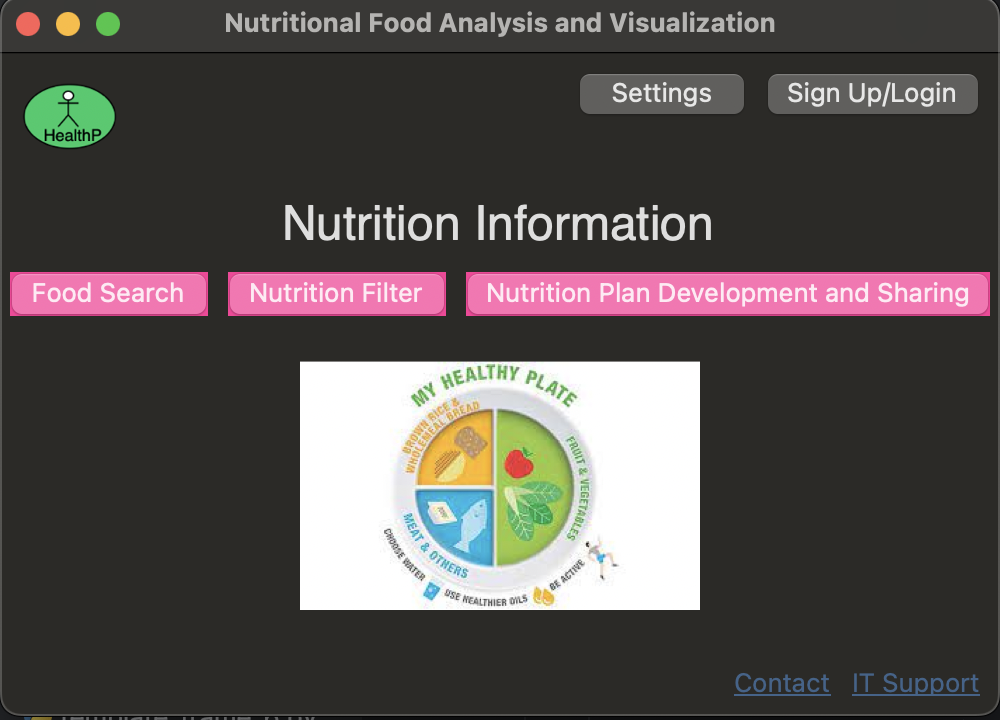 Nutritional Food Analysis and Visualization
Settings
Sign Up/Login
HealthP
Nutrition Information
Food Search
Nutrition Filter
Nutrition Plan Development and Sharing
MY HEALTHY PLATE
BROWN RICE &
WHOLEMEAL BREAD
FRUIT & VEGETABLES
MEAT & OTHERS
CHOOSE WATER
USE HEALTHIER OILS
BE ACTIVE
Contact
IT Support